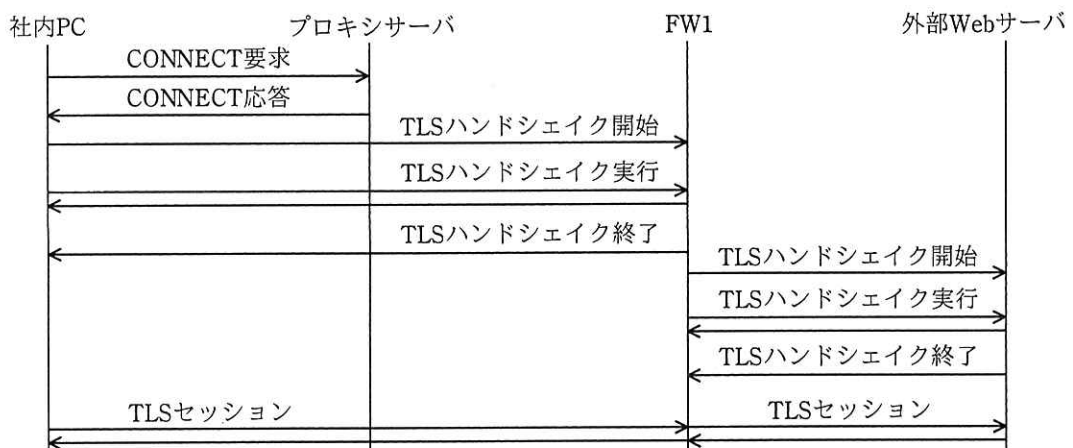 社内PC
プロキシサーバ
FW1
外部Webサーバ
CONNECT要求
CONNECT応答
TLSハンドシェイク開始
TLSハンドシェイク実行
TLSハンドシェイク終了
TLSハンドシェイク開始
TLSハンドシェイク実行
TLSハンドシェイク終了
TLSセッション
TLSセッション